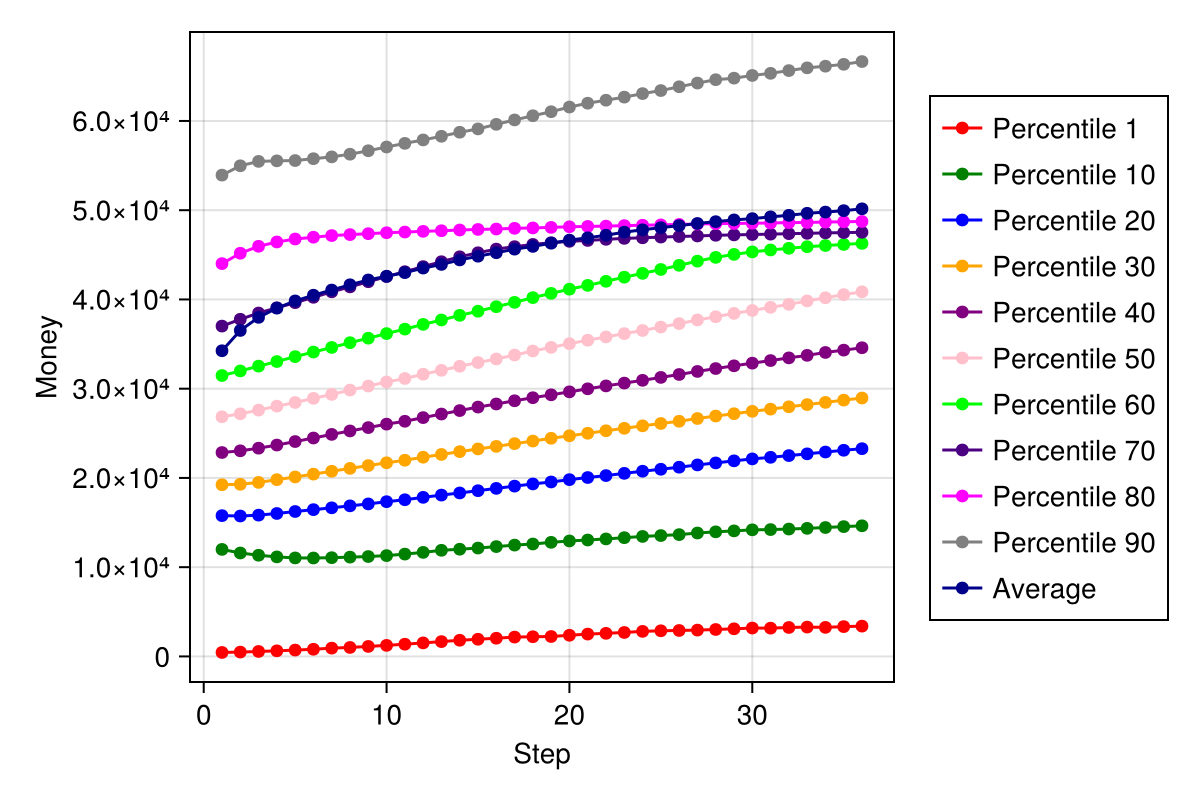 6.0×10⁴
5.0×10⁴
4.0×10⁴
3.0×10⁴
2.0×10⁴
1.0×10⁴
0
Money
0 10 20 30
Step
Percentile 1
Percentile 10
Percentile 20
Percentile 30
Percentile 40
Percentile 50
Percentile 60
Percentile 70
Percentile 80
Percentile 90
Average